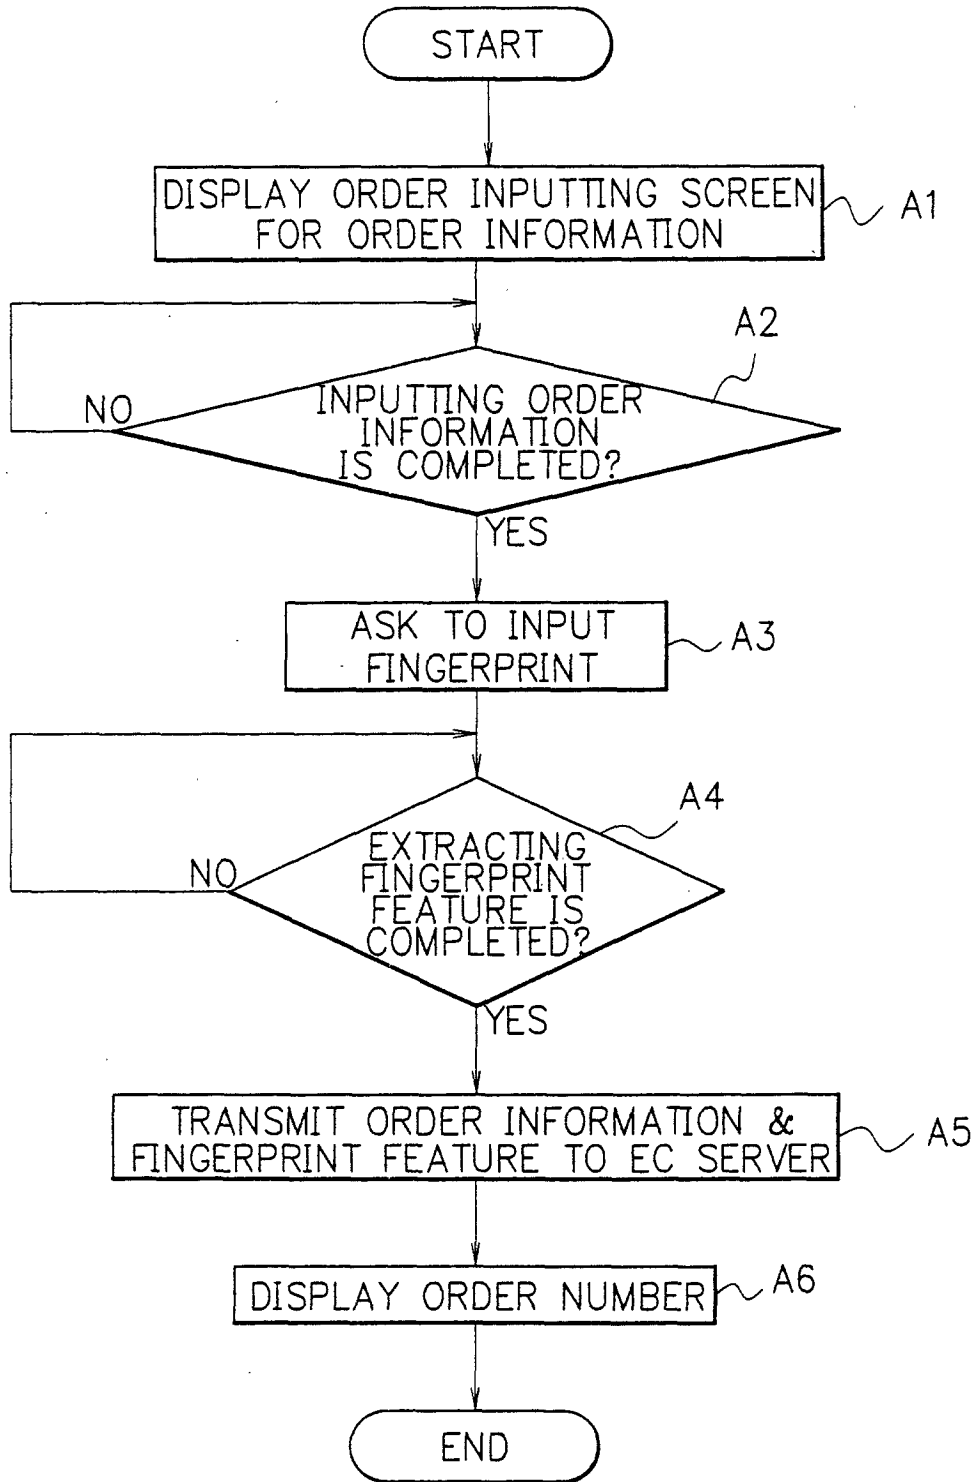 START
DISPLAY ORDER INPUTTING SCREEN
FOR ORDER INFORMATION
A1
A2
NO
INPUTTING ORDER
INFORMATION
IS COMPLETED?
YES
ASK TO INPUT
FINGERPRINT
A3
A4
NO
EXTRACTING
FINGERPRINT
FEATURE IS
COMPLETED?
YES
TRANSMIT ORDER INFORMATION &
FINGERPRINT FEATURE TO EC SERVER
A5
DISPLAY ORDER NUMBER
A6
END